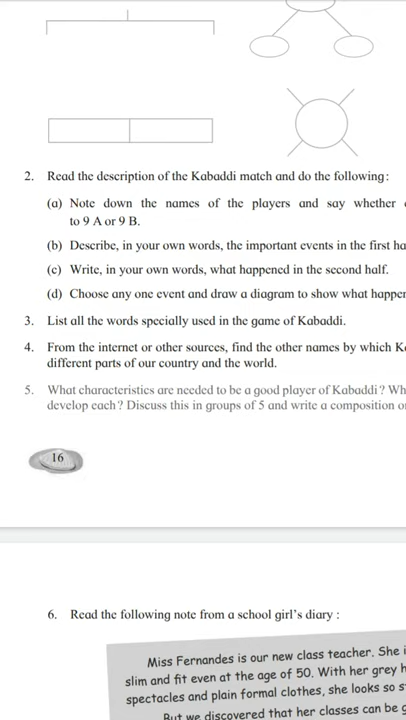 2. Read the description of the Kabaddi match and do the following:
(a) Note down the names of the players and say whether
to 9 A or 9 B.
(b) Describe, in your own words, the important events in the first ha
(c) Write, in your own words, what happened in the second half.
(d) Choose any one event and draw a diagram to show what happen
3. List all the words specially used in the game of Kabaddi.
4. From the internet or other sources, find the other names by which K
different parts of our country and the world.
5. What characteristics are needed to be a good player of Kabaddi? Wh
develop each? Discuss this in groups of 5 and write a composition o
16
6. Read the following note from a school girl's diary :
Miss Fernandes is our new class teacher. She i
slim and fit even at the age of 50. With her grey h
spectacles and plain formal clothes, she looks so s
But we discovered that her classes can be g